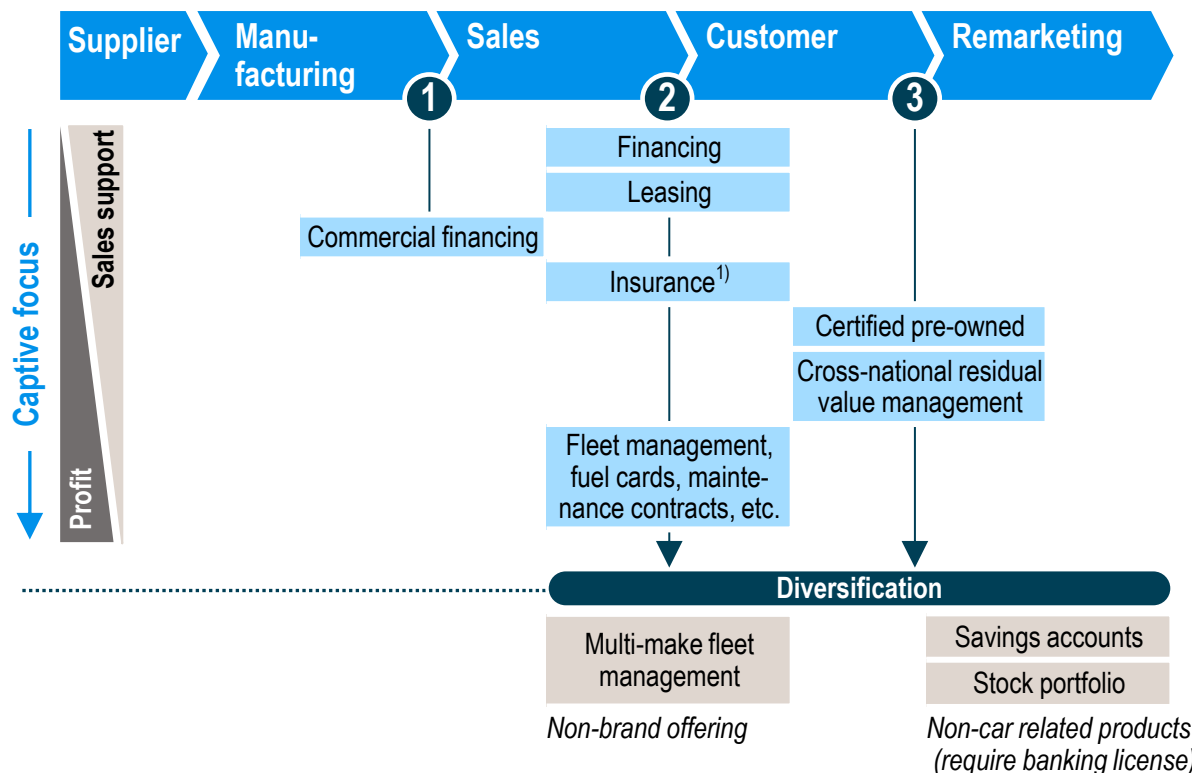 Supplier
Manu-
facturing
Sales
Customer
Remarketing
1
2
3
Captive focus
Sales support
Profit
Financing
Leasing
Commercial financing
Insurance1)
Certified pre-owned
Cross-national residual
value management
Fleet management,
fuel cards, mainte-
nance contracts, etc.
Diversification
Multi-make fleet
management
Non-brand offering
Savings accounts
Stock portfolio
Non-car related products
(require banking license)